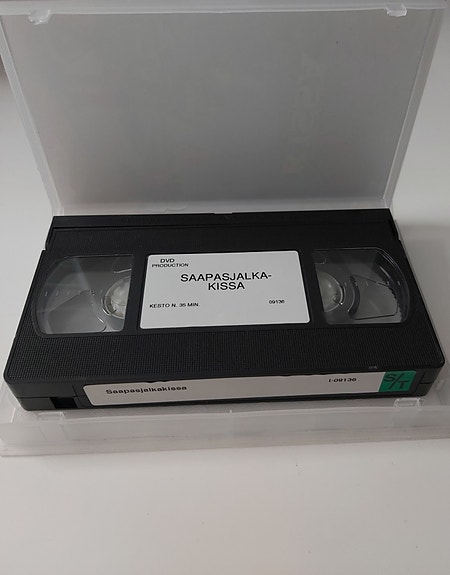 DVD
PRODUCTION
SAAPASJALKA-
KISSA
KESTO N. 35 MIN.
09136
Saapasjalkakissa
I-09136
S/
/T